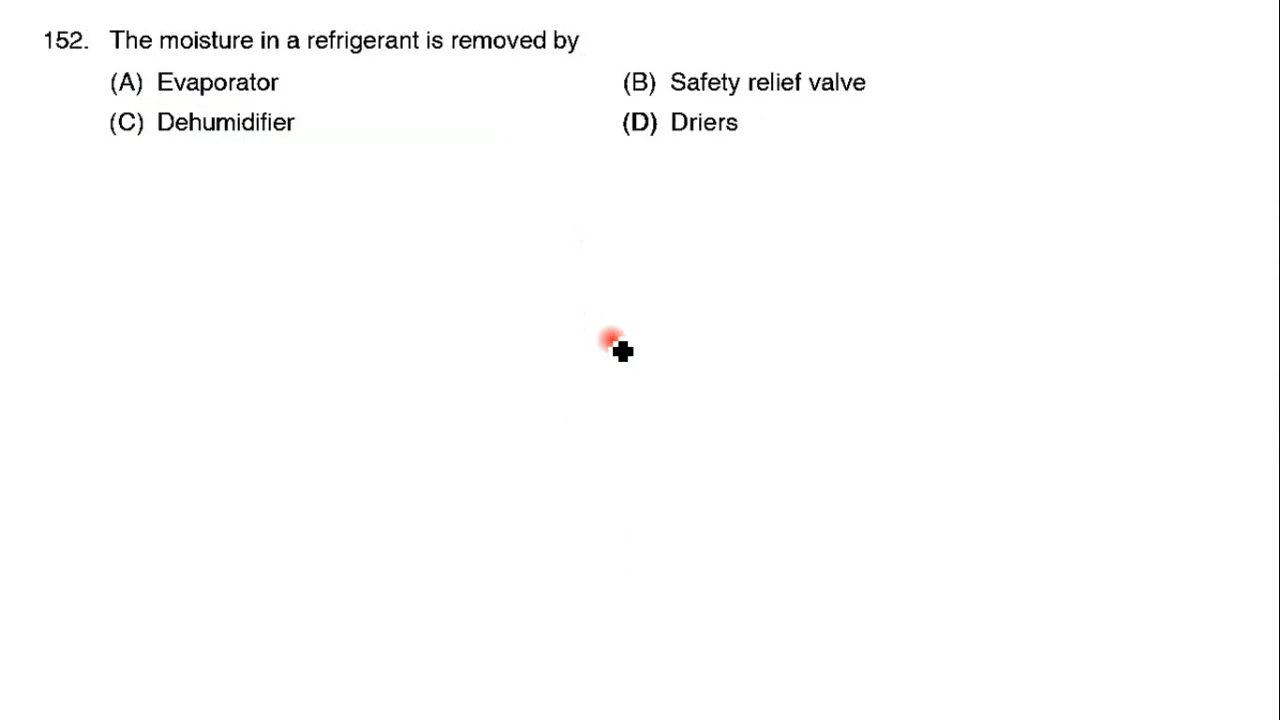 152. The moisture in a refrigerant is removed by
(A) Evaporator (B) Safety relief valve
(C) Dehumidifier (D) Driers